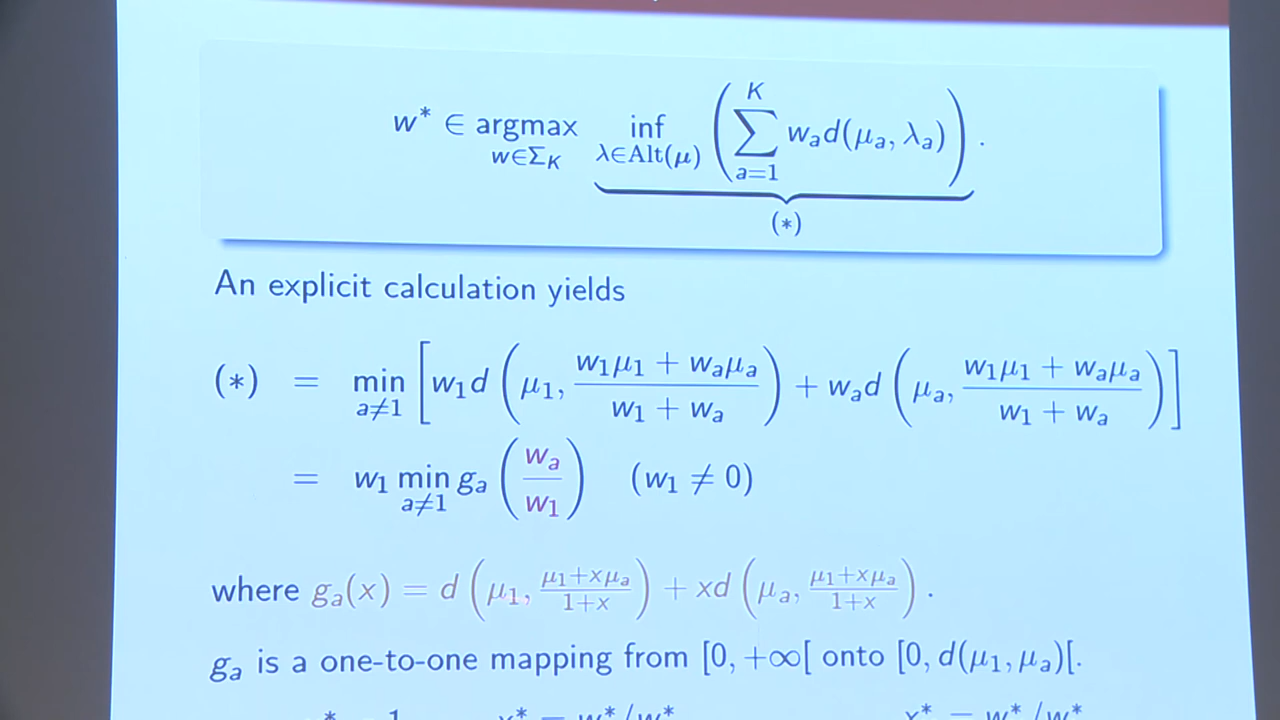 w* ∈ argmax_{w∈Σ_K} inf_{λ∈Alt(μ)} ( ∑_{a=1}^{K} w_a d(μ_a, λ_a) ) .
(*)
An explicit calculation yields
(*) = min_{a≠1} [ w_1 d ( μ_1, (w_1μ_1 + w_aμ_a)/(w_1 + w_a) ) + w_a d ( μ_a, (w_1μ_1 + w_aμ_a)/(w_1 + w_a) ) ]
= w_1 min_{a≠1} g_a ( w_a/w_1 ) (w_1 ≠ 0)
where g_a(x) = d ( μ_1, (μ_1+xμ_a)/(1+x) ) + xd ( μ_a, (μ_1+xμ_a)/(1+x) ) .
g_a is a one-to-one mapping from [0, +∞[ onto [0, d(μ_1, μ_a)[.